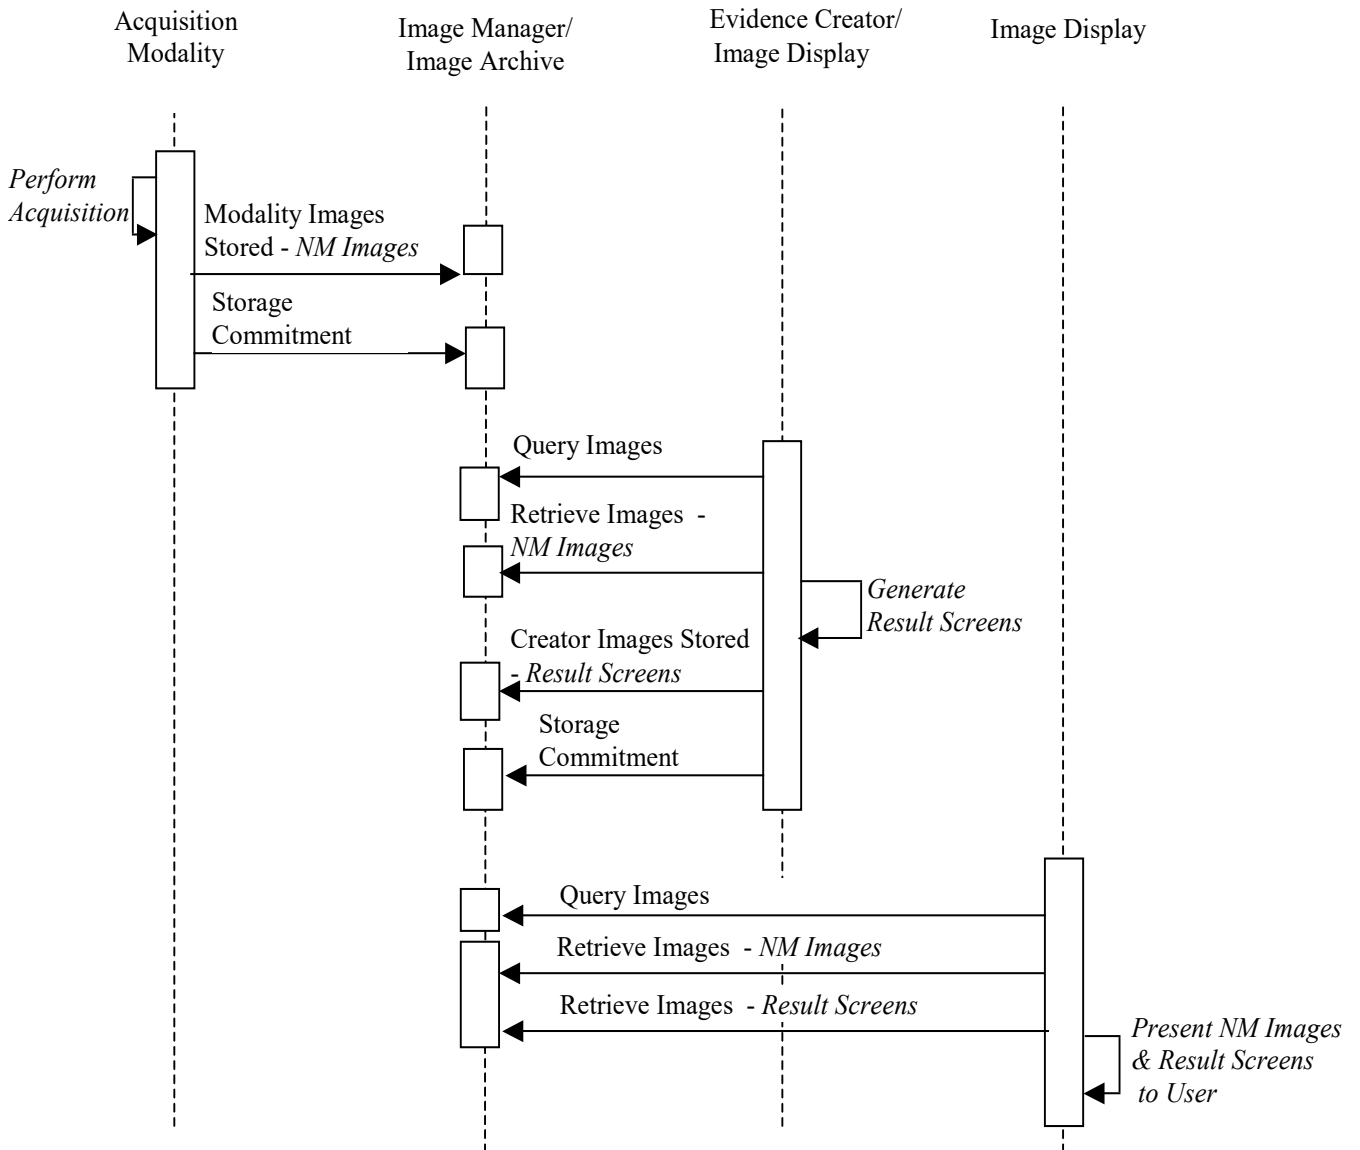 Acquisition
Modality
Image Manager/
Image Archive
Evidence Creator/
Image Display
Image Display
Perform
Acquisition
Modality Images
Stored - NM Images
Storage
Commitment
Query Images
Retrieve Images -
NM Images
Generate
Result Screens
Creator Images Stored
- Result Screens
Storage
Commitment
Query Images
Retrieve Images - NM Images
Retrieve Images - Result Screens
Present NM Images
& Result Screens
to User